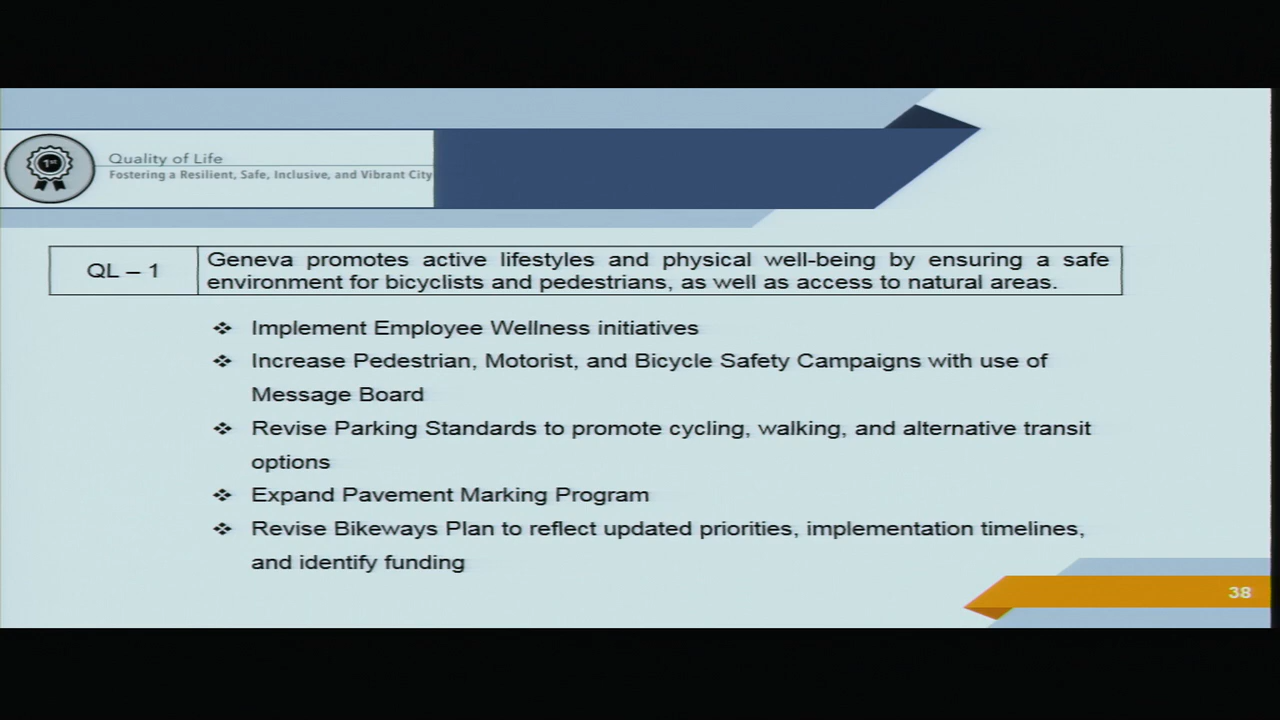 1st
Quality of Life
Fostering a Resilient, Safe, Inclusive, and Vibrant City
QL – 1
Geneva promotes active lifestyles and physical well-being by ensuring a safe
environment for bicyclists and pedestrians, as well as access to natural areas.
❖ Implement Employee Wellness initiatives
❖ Increase Pedestrian, Motorist, and Bicycle Safety Campaigns with use of
Message Board
❖ Revise Parking Standards to promote cycling, walking, and alternative transit
options
❖ Expand Pavement Marking Program
❖ Revise Bikeways Plan to reflect updated priorities, implementation timelines,
and identify funding
38